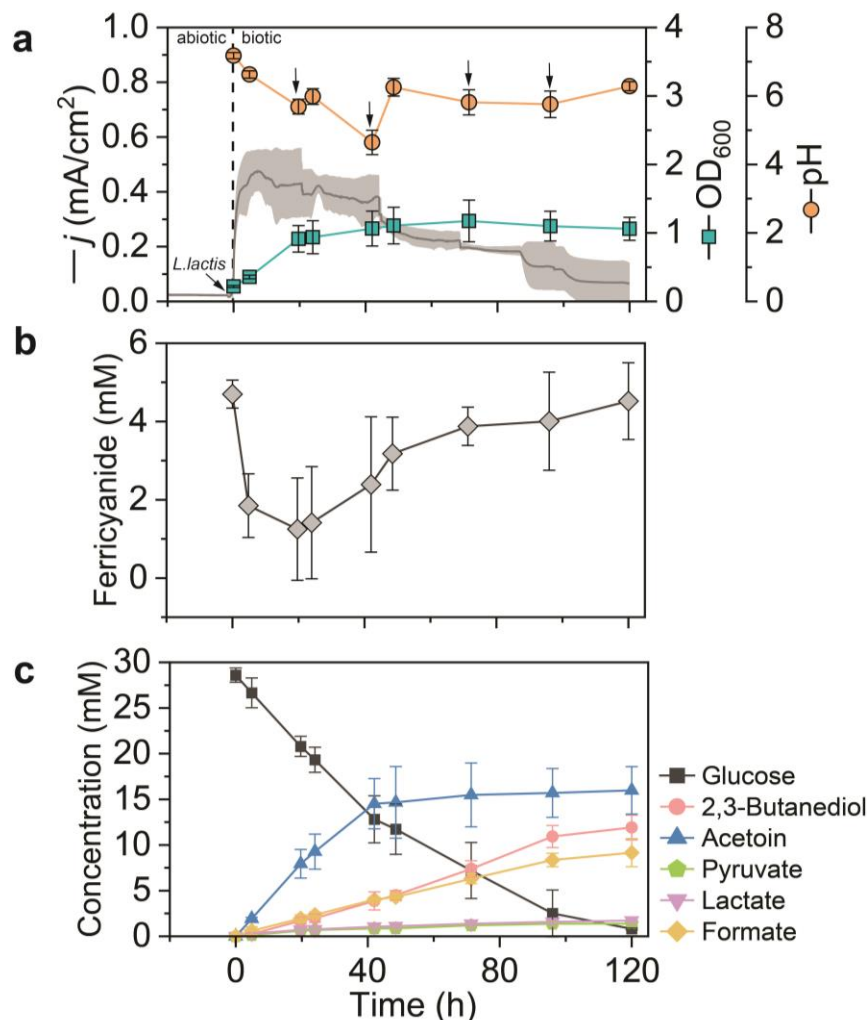 a
abiotic biotic
1.0
0.8
0.6
0.4
0.2
0.0
— j (mA/cm²)
L.lactis
4
3
2
1
0
OD₆₀₀
8
6
4
2
0
pH
b
6
4
2
0
Ferricyanide (mM)
c
30
25
20
15
10
5
0
Concentration (mM)
0 40 80 120
Time (h)
Glucose
2,3-Butanediol
Acetoin
Pyruvate
Lactate
Formate